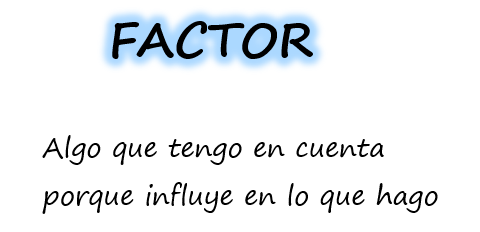 FACTOR
Algo que tengo en cuenta
porque influye en lo que hago